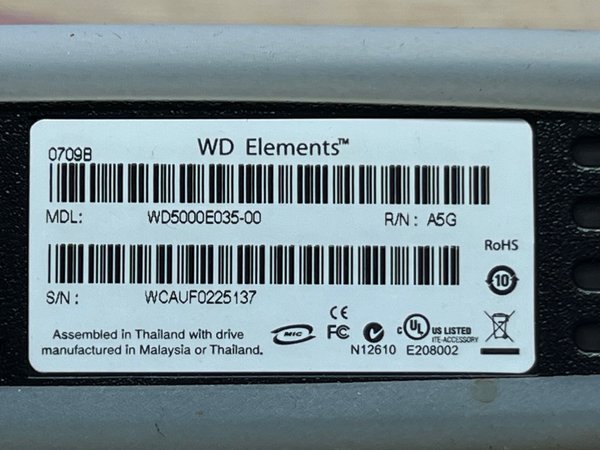 0709B
WD Elements™
MDL: WD5000E035-00 R/N: A5G
RoHS
10
S/N: WCAUF0225137
CE
Assembled in Thailand with drive
manufactured in Malaysia or Thailand.
MIC
FC
c UL US LISTED
ITE-ACCESSORY
N12610 E208002